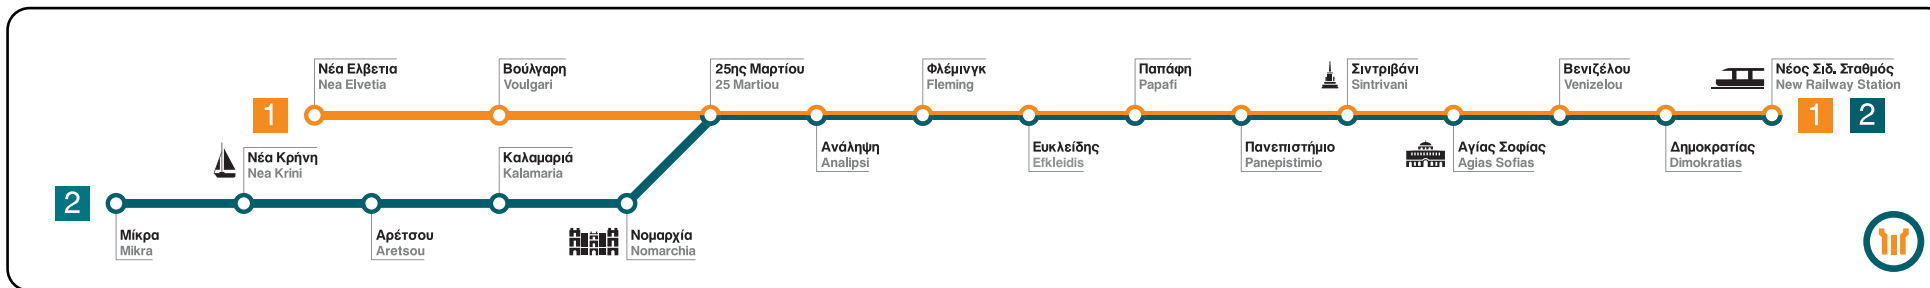 Νέα Ελβετια
Nea Elvetia
Βούλγαρη
Voulgari
25ης Μαρτίου
25 Martiou
Φλέμινγκ
Fleming
Παπάφη
Papafi
Σιντριβάνι
Sintrivani
Βενιζέλου
Venizelou
Νέος Σιδ. Σταθμός
New Railway Station
1
1
2
Νέα Κρήνη
Nea Krini
Καλαμαριά
Kalamaria
Ανάληψη
Analipsi
Ευκλείδης
Efkleidis
Πανεπιστήμιο
Panepistimio
Αγίας Σοφίας
Agias Sofias
Δημοκρατίας
Dimokratias
2
Μίκρα
Mikra
Αρέτσου
Aretsou
Νομαρχία
Nomarchia